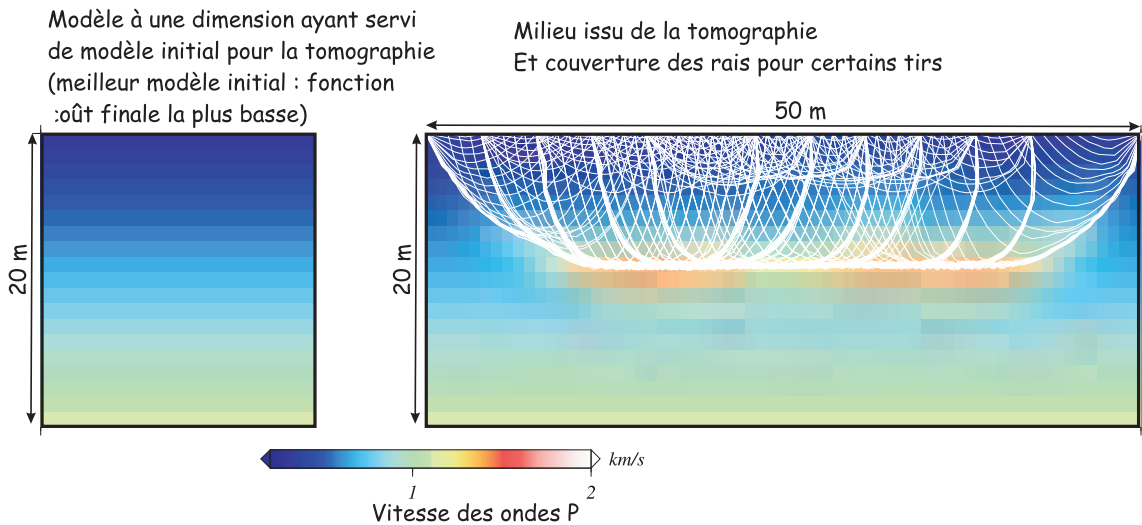 Modèle à une dimension ayant servi
de modèle initial pour la tomographie
(meilleur modèle initial : fonction
coût finale la plus basse)
Milieu issu de la tomographie
Et couverture des rais pour certains tirs
50 m
20 m
20 m
km/s
1
2
Vitesse des ondes P